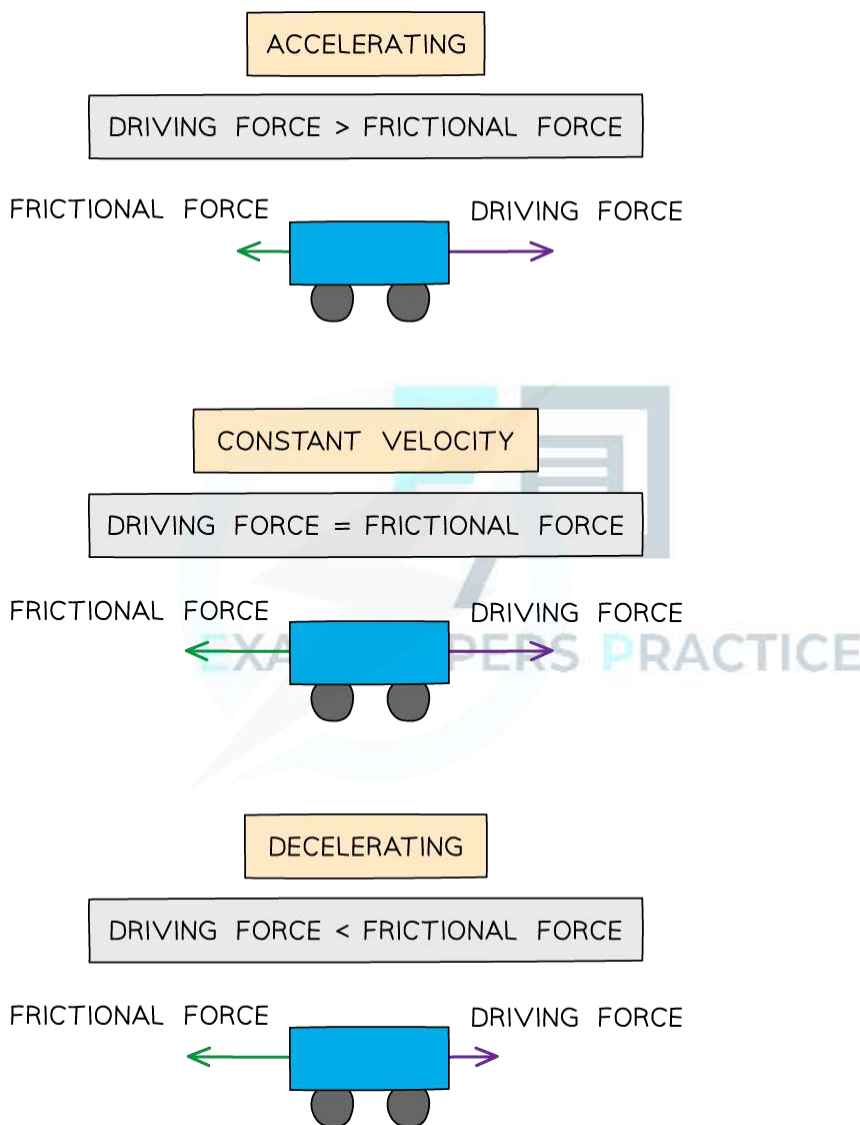 ACCELERATING
DRIVING FORCE > FRICTIONAL FORCE
FRICTIONAL FORCE
DRIVING FORCE
CONSTANT VELOCITY
DRIVING FORCE = FRICTIONAL FORCE
FRICTIONAL FORCE
DRIVING FORCE
PRACTICE
DECELERATING
DRIVING FORCE < FRICTIONAL FORCE
FRICTIONAL FORCE
DRIVING FORCE